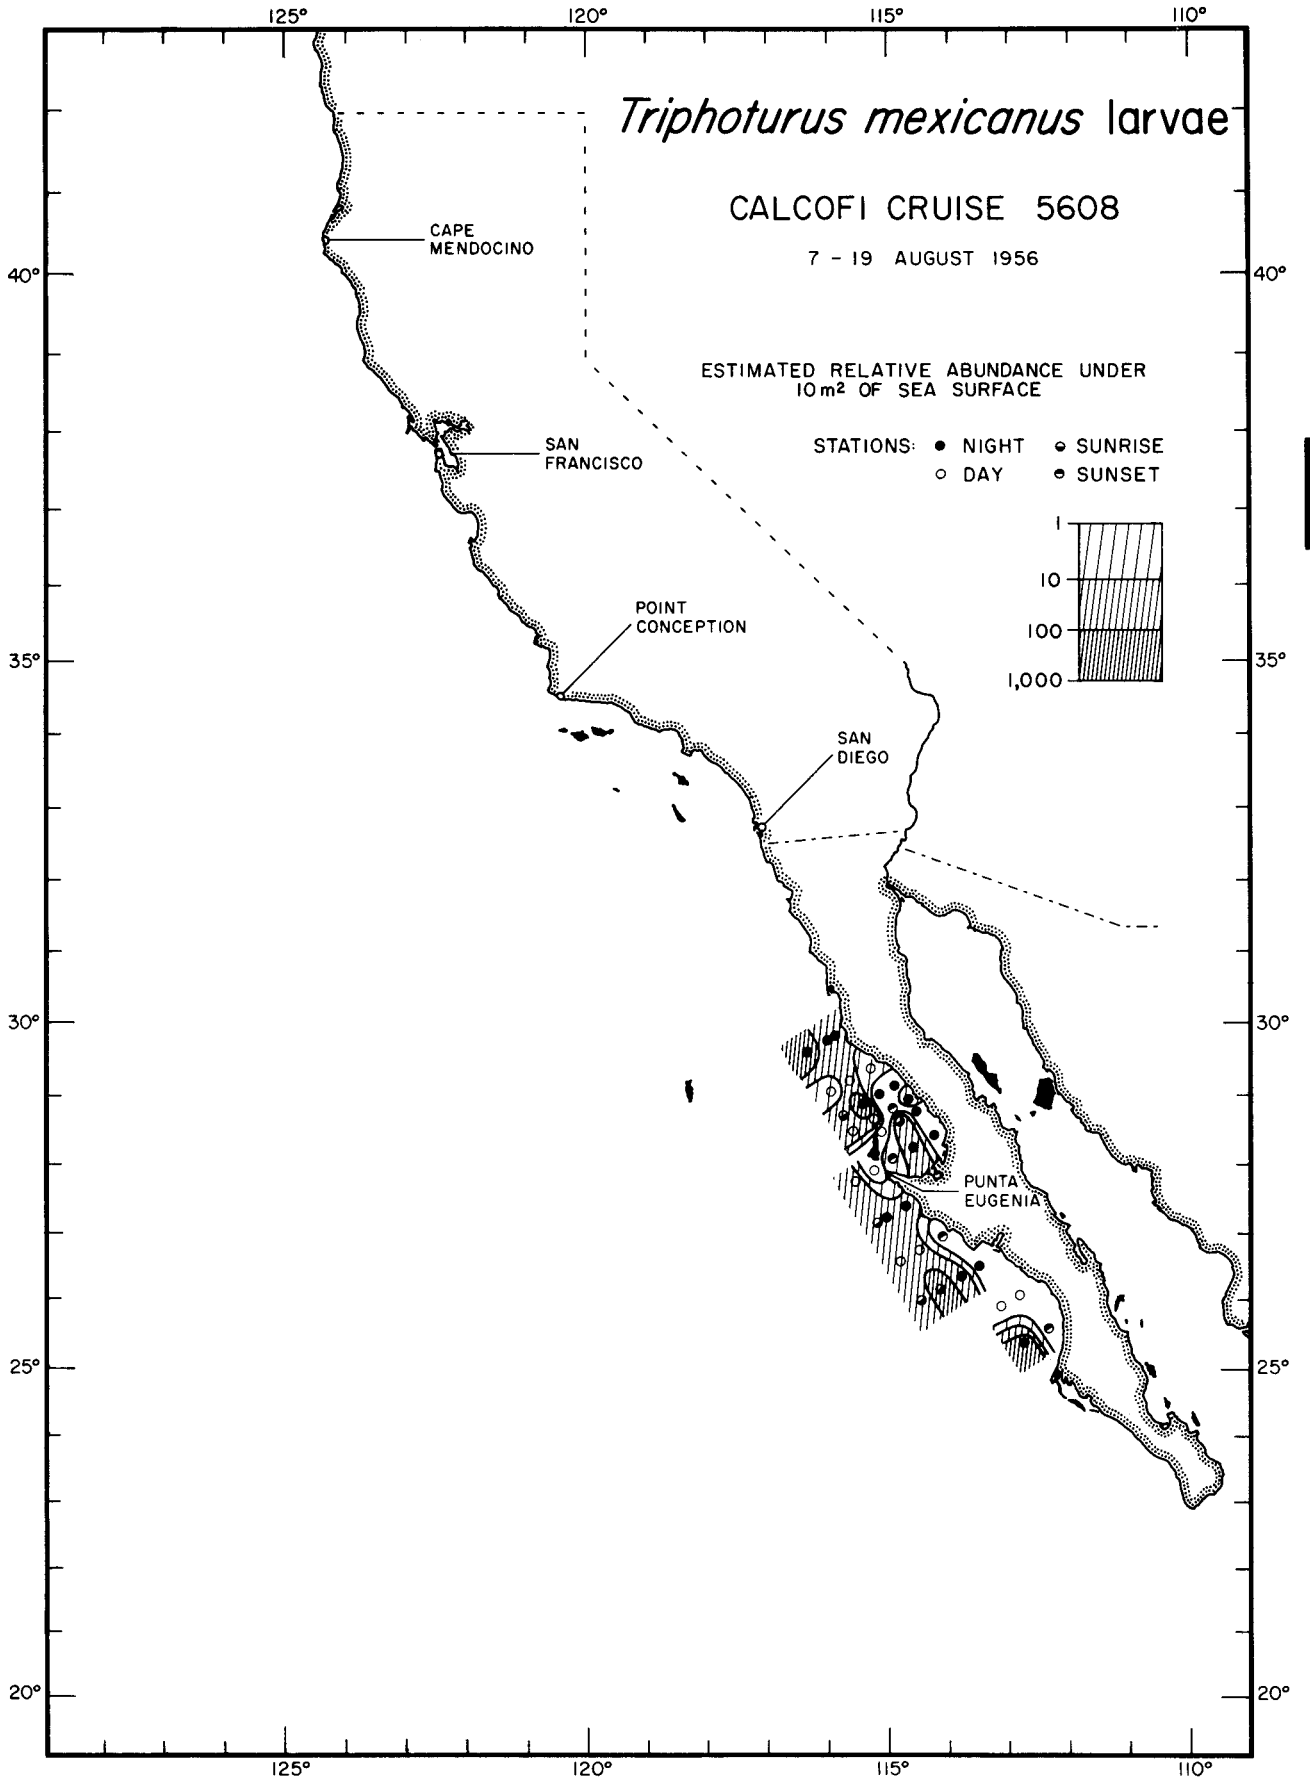 125° 120° 115° 110°
Triphoturus mexicanus larvae
CALCOFI CRUISE 5608
7 - 19 AUGUST 1956
CAPE
MENDOCINO
40° 40°
ESTIMATED RELATIVE ABUNDANCE UNDER
10 m² OF SEA SURFACE
STATIONS: NIGHT SUNRISE
DAY SUNSET
SAN
FRANCISCO
1
10
100
1,000
POINT
CONCEPTION
35° 35°
SAN
DIEGO
30° 30°
PUNTA
EUGENIA
25° 25°
20° 20°
125° 120° 115° 110°